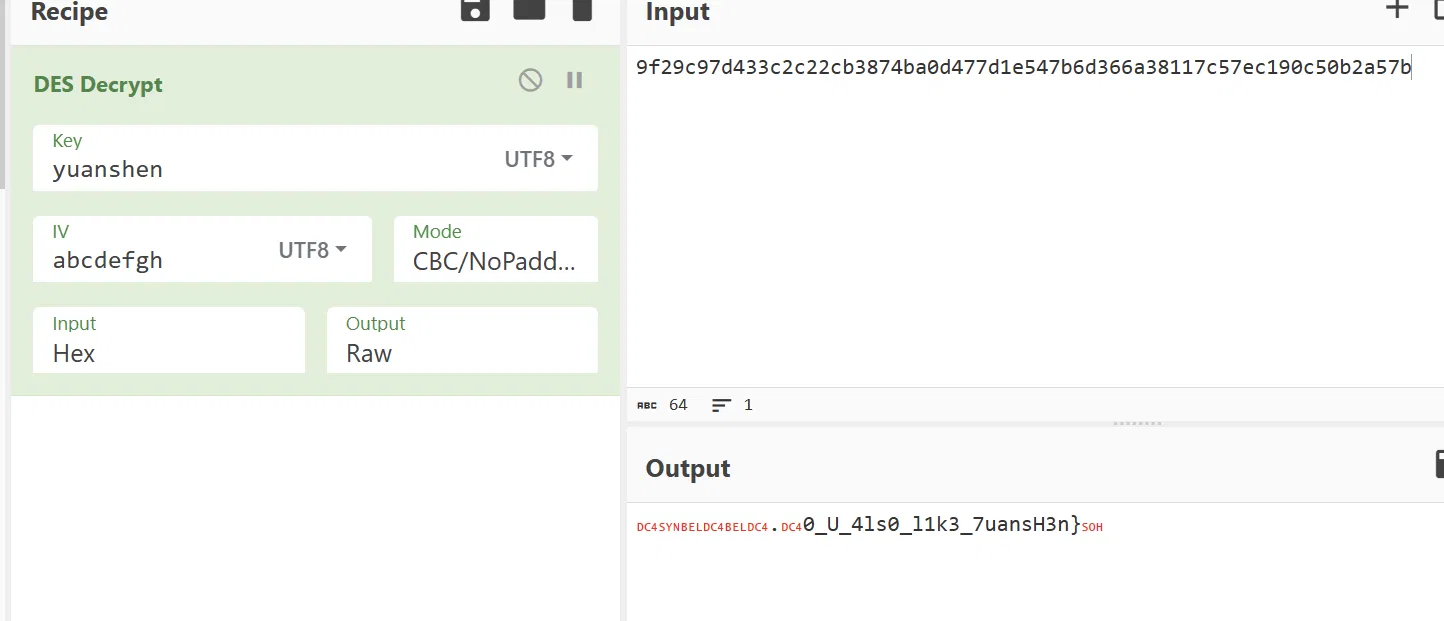 Recipe
DES Decrypt
Key
yuanshen
UTF8
IV
abcdefgh
UTF8
Mode
CBC/NoPadd...
Input
Hex
Output
Raw
Input
9f29c97d433c2c22cb3874ba0d477d1e547b6d366a38117c57ec190c50b2a57b
ABC 64 1
Output
DC4SYNBELDC4BELDC4.DC40_U_4ls0_l1k3_7uansH3n}SOH